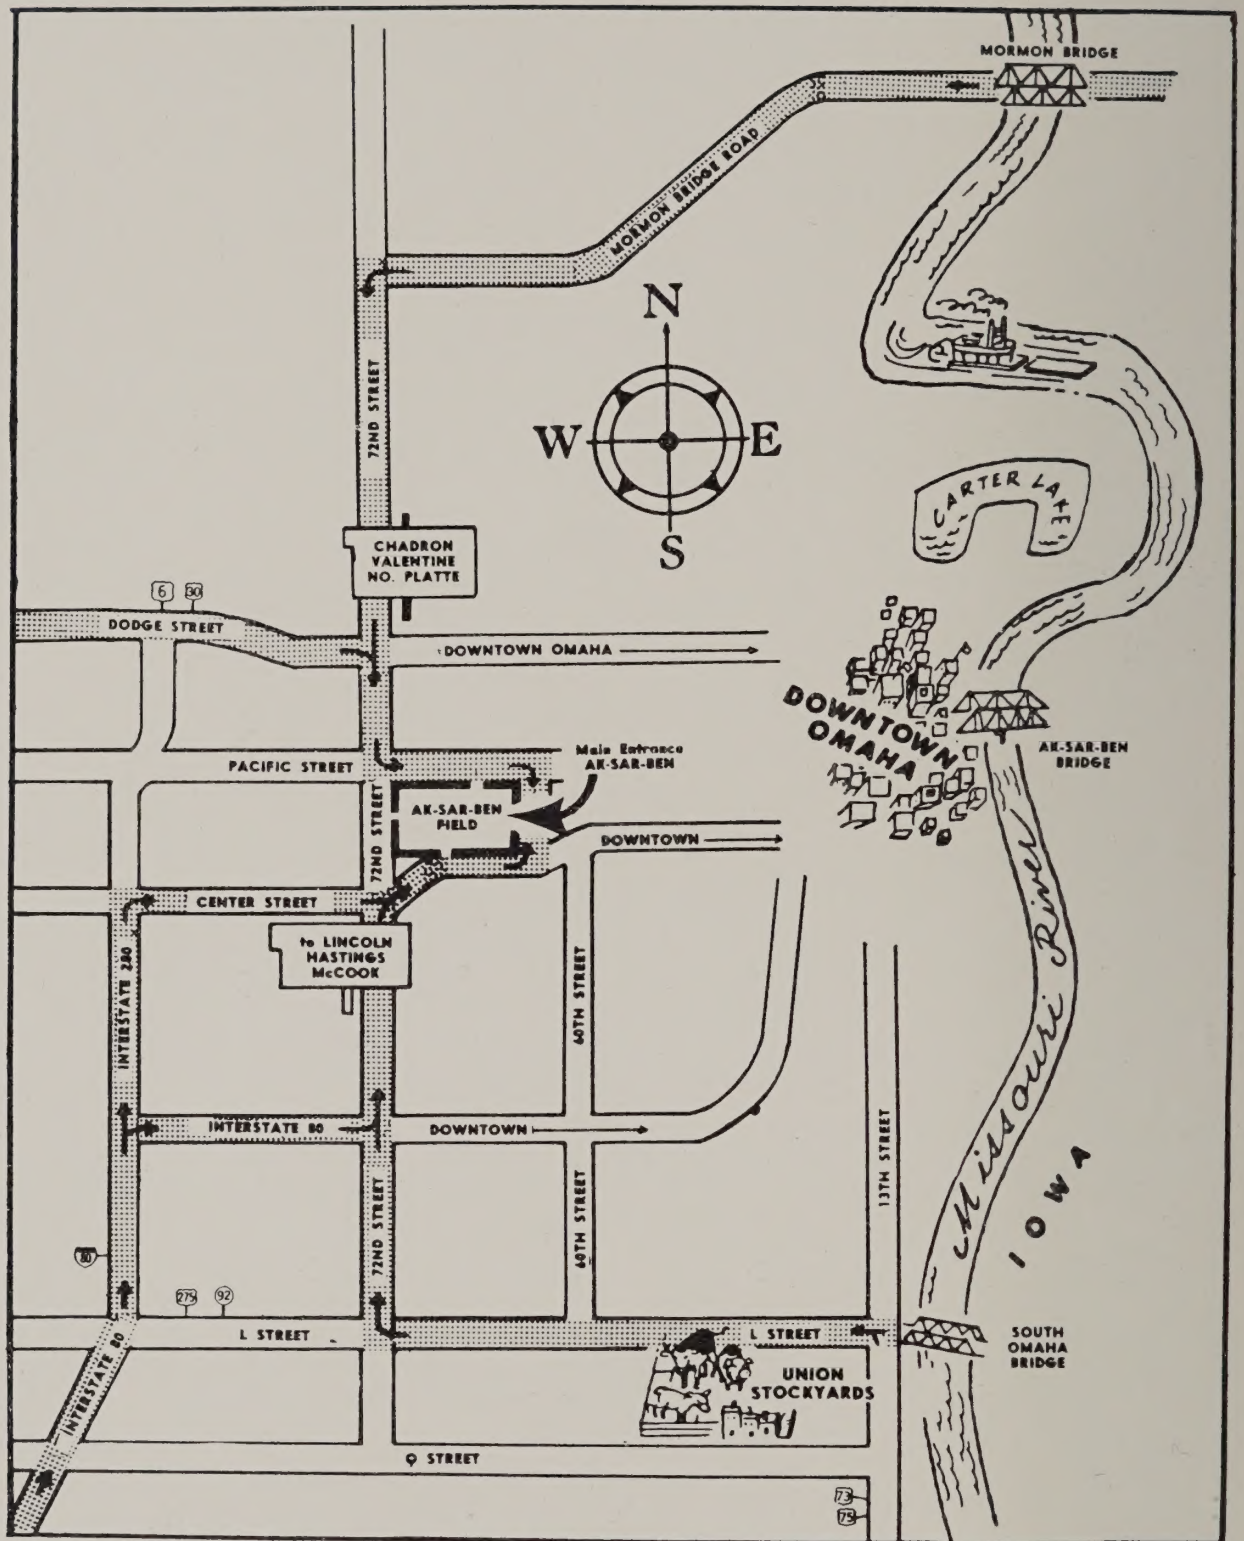 MORMON BRIDGE
MORMON BRIDGE ROAD
N
W
E
S
72ND STREET
CARTER LAKE
CHADRON
VALENTINE
NO. PLATTE
6
30
DODGE STREET
DOWNTOWN OMAHA
DOWNTOWN
OMAHA
AK-SAR-BEN
BRIDGE
PACIFIC STREET
Main Entrance
AK-SAR-BEN
AK-SAR-BEN
FIELD
72ND STREET
DOWNTOWN
CENTER STREET
to LINCOLN
HASTINGS
McCOOK
INTERSTATE 280
60TH STREET
Missouri River
INTERSTATE 80
DOWNTOWN
13TH STREET
IOWA
72ND STREET
60TH STREET
80
275
92
L STREET
L STREET
SOUTH
OMAHA
BRIDGE
INTERSTATE 80
UNION
STOCKYARDS
Q STREET
73
75